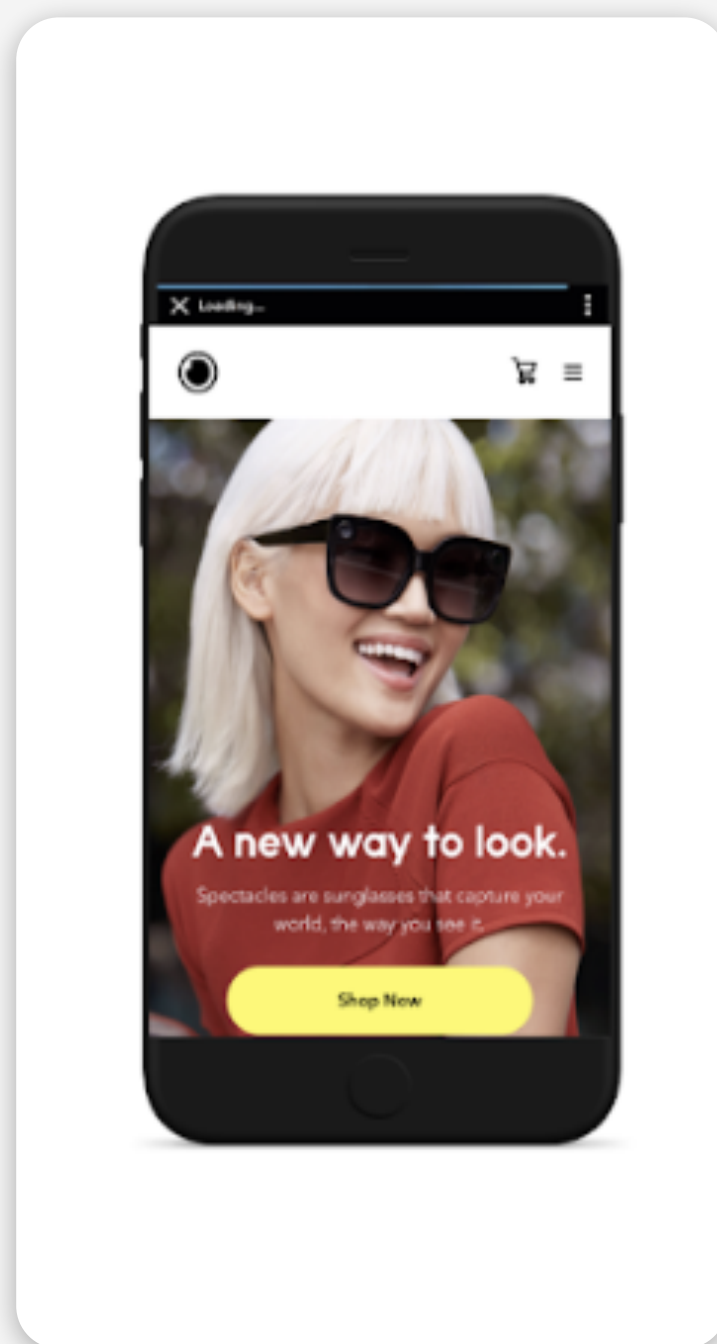 Loading...
A new way to look.
Spectacles are sunglasses that capture your
world, the way you see it.
Shop Now